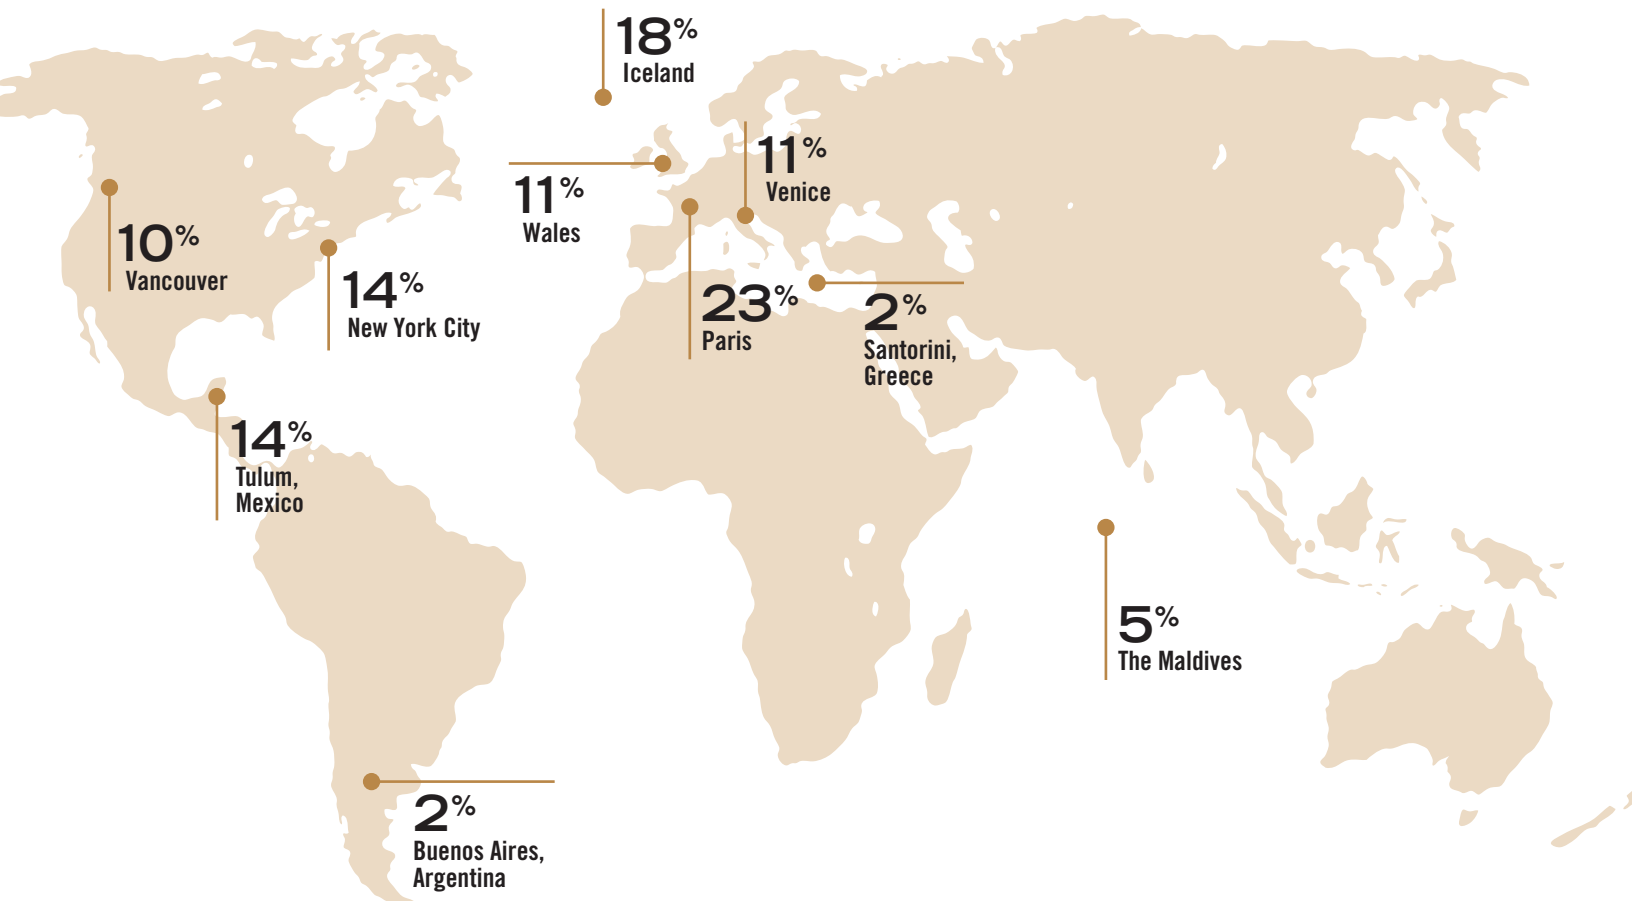 18%
Iceland
11%
Venice
11%
Wales
10%
Vancouver
14%
New York City
23%
Paris
2%
Santorini,
Greece
14%
Tulum,
Mexico
5%
The Maldives
2%
Buenos Aires,
Argentina